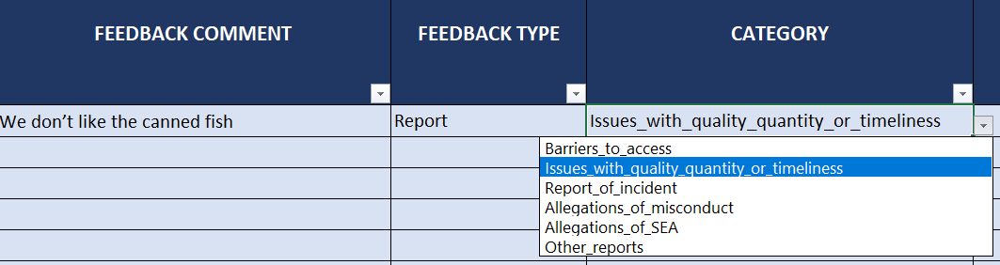 FEEDBACK COMMENT
FEEDBACK TYPE
CATEGORY
We don’t like the canned fish
Report
Issues_with_quality_quantity_or_timeliness
Barriers_to_access
Issues_with_quality_quantity_or_timeliness
Report_of_incident
Allegations_of_misconduct
Allegations_of_SEA
Other_reports